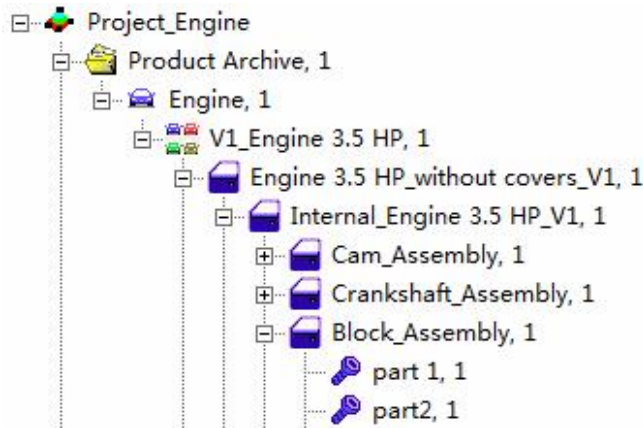 Project_Engine
Product Archive, 1
Engine, 1
V1_Engine 3.5 HP, 1
Engine 3.5 HP_without covers_V1, 1
Internal_Engine 3.5 HP_V1, 1
Cam_Assembly, 1
Crankshaft_Assembly, 1
Block_Assembly, 1
part 1, 1
part2, 1